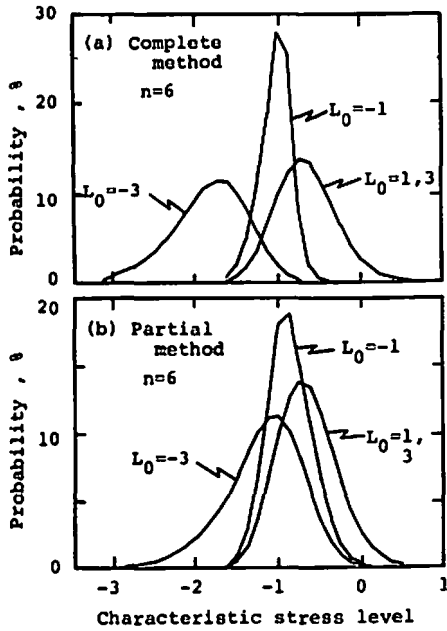 30
(a) Complete
method
n=6
L0=-1
20
L0=-3
L0=1,3
10
0
Probability , %
20
(b) Partial
method
n=6
L0=-1
L0=1,
3
10
L0=-3
0
Probability , %
-3 -2 -1 0 1
Characteristic stress level